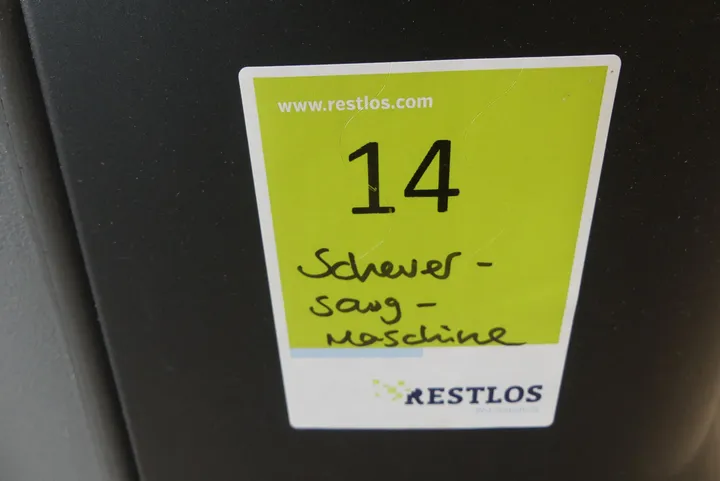 www.restlos.com
14
Scheuer-
saug-
maschine
RESTLOS